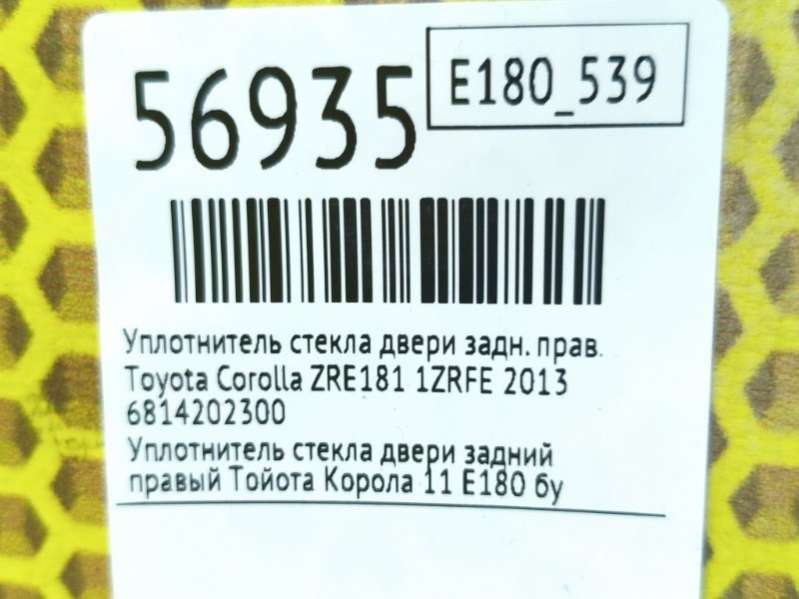 56935
E180_539
Уплотнитель стекла двери задн. прав.
Toyota Corolla ZRE181 1ZRFE 2013
6814202300
Уплотнитель стекла двери задний
правый Тойота Корола 11 E180 бу